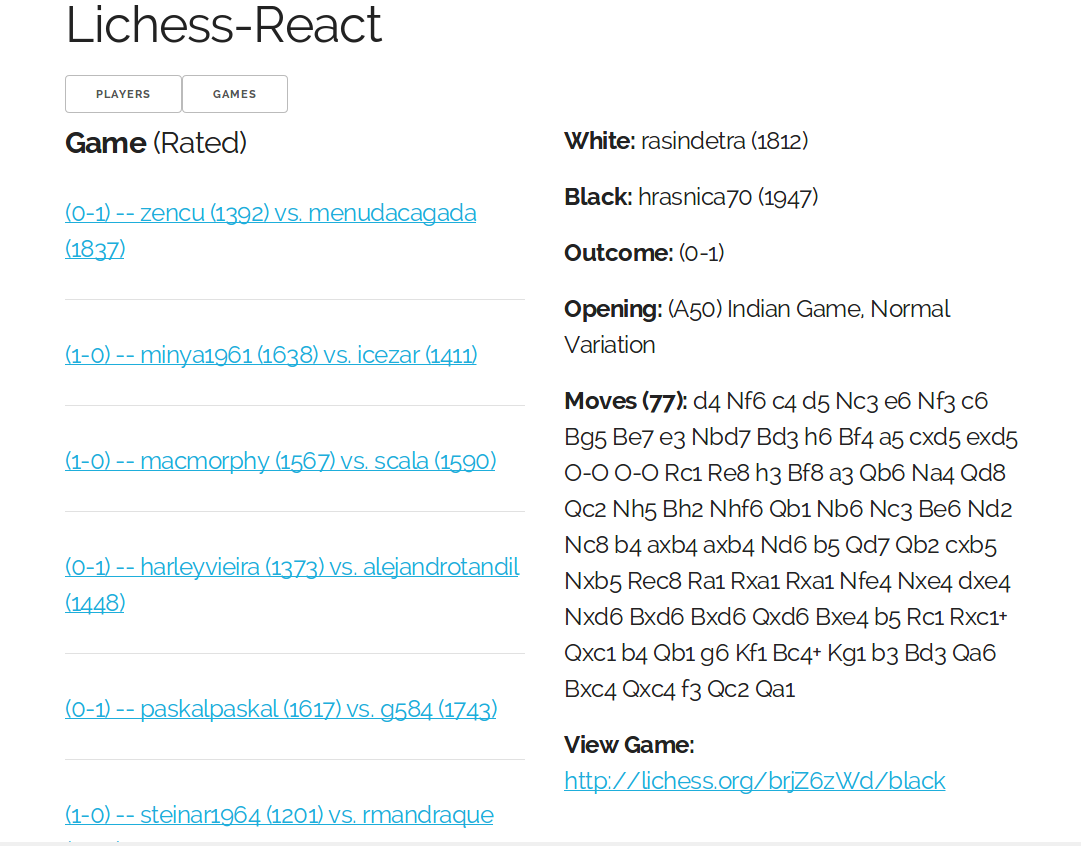 Lichess-React
PLAYERS
GAMES
Game (Rated)
(0-1) -- zencu (1392) vs. menudacagada
(1837)
(1-0) -- minya1961 (1638) vs. icezar (1411)
(1-0) -- macmorphy (1567) vs. scala (1590)
(0-1) -- harleyvieira (1373) vs. alejandrotandil
(1448)
(0-1) -- paskalpaskal (1617) vs. g584 (1743)
(1-0) -- steinar1964 (1201) vs. rmandraque
White: rasindetra (1812)
Black: hrasnica70 (1947)
Outcome: (0-1)
Opening: (A50) Indian Game, Normal
Variation
Moves (77): d4 Nf6 c4 d5 Nc3 e6 Nf3 c6
Bg5 Be7 e3 Nbd7 Bd3 h6 Bf4 a5 cxd5 exd5
O-O O-O Rc1 Re8 h3 Bf8 a3 Qb6 Na4 Qd8
Qc2 Nh5 Bh2 Nhf6 Qb1 Nb6 Nc3 Be6 Nd2
Nc8 b4 axb4 axb4 Nd6 b5 Qd7 Qb2 cxb5
Nxb5 Rec8 Ra1 Rxa1 Rxa1 Nfe4 Nxe4 dxe4
Nxd6 Bxd6 Bxd6 Qxd6 Bxe4 b5 Rc1 Rxc1+
Qxc1 b4 Qb1 g6 Kf1 Bc4+ Kg1 b3 Bd3 Qa6
Bxc4 Qxc4 f3 Qc2 Qa1
View Game:
http://lichess.org/brjZ6zWd/black